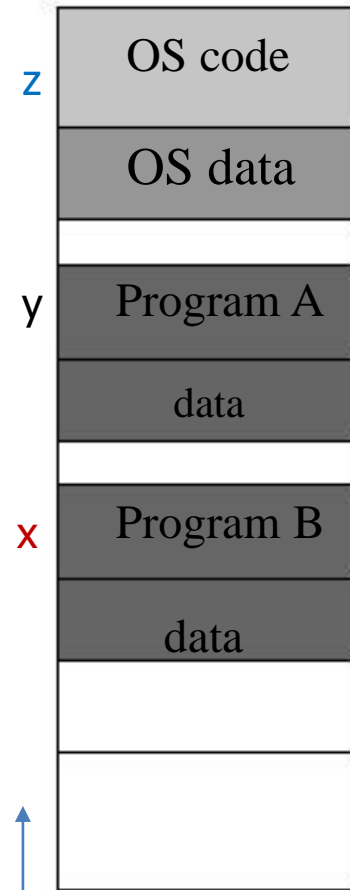 OS code
z
OS data
y
Program A
data
x
Program B
data